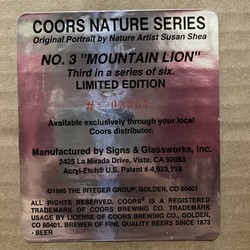 COORS NATURE SERIES
Original Portrait by Nature Artist Susan Shea
NO. 3 "MOUNTAIN LION"
Third in a series of six.
LIMITED EDITION
#
Available exclusively through your local
Coors distributor.
Manufactured by Signs & Glassworks, Inc.
2425 La Mirada Drive, Vista, CA 92083
Acryl-Etch® U.S. Patent # 4,933,218
©1995 THE INTEGER GROUP, GOLDEN, CO 80401
ALL RIGHTS RESERVED. COORS® IS A REGISTERED
TRADEMARK OF COORS BREWING CO. TRADEMARK
USAGE BY LICENSE OF COORS BREWING CO., GOLDEN,
CO 80401. BREWER OF FINE QUALITY BEERS SINCE 1873
- BEER